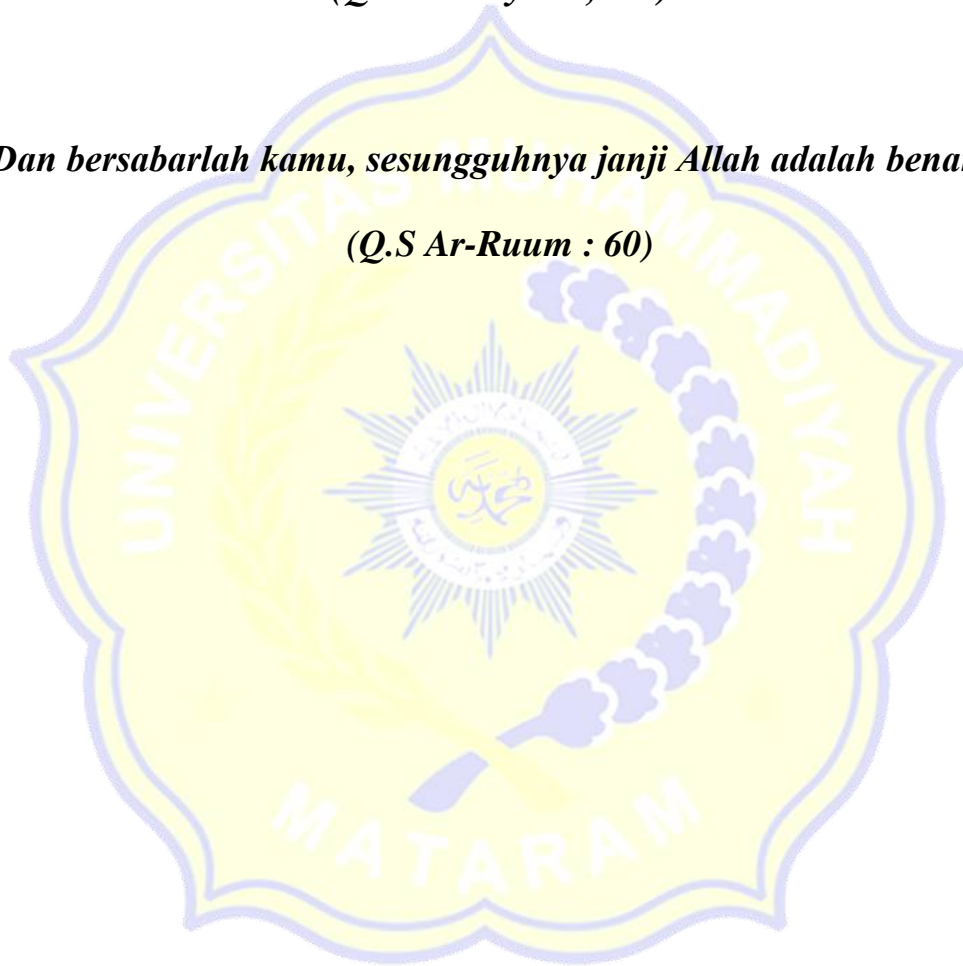 Dan bersabarlah kamu, sesungguhnya janji Allah adalah benar
(Q.S Ar-Ruum : 60)
UNIVERSITAS MUHAMMADIYAH
MATARAM